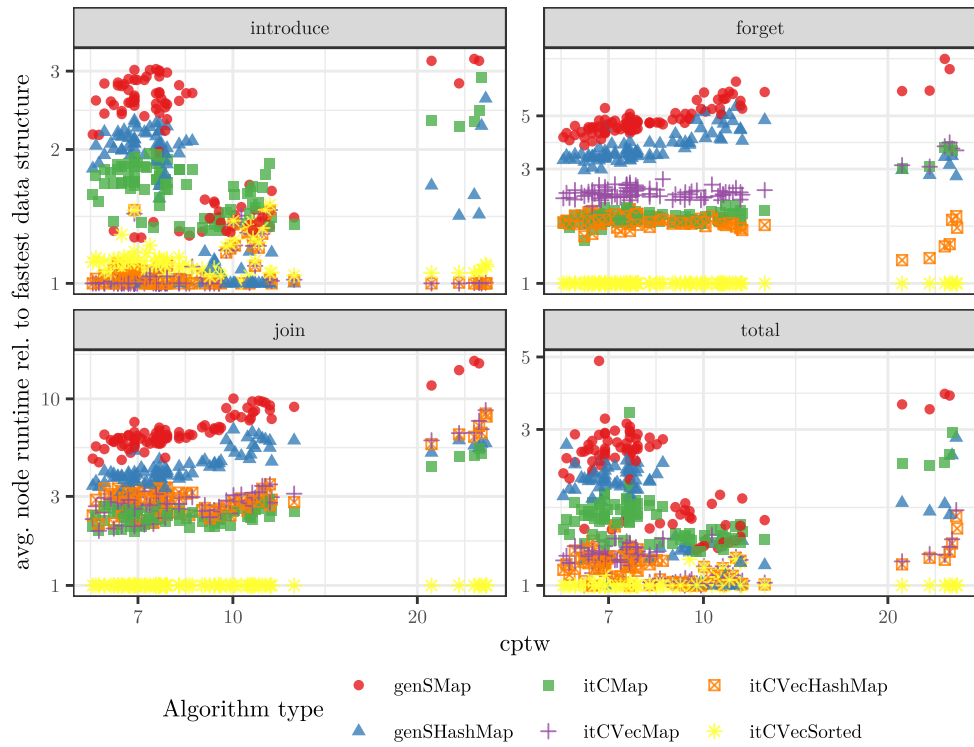 introduce
forget
3
2
1
5
3
1
join
total
10
3
1
5
3
1
7
10
20
7
10
20
avg. node runtime rel. to fastest data structure
cptw
Algorithm type
genSMap
itCMap
itCVecHashMap
genSHashMap
itCVecMap
itCVecSorted